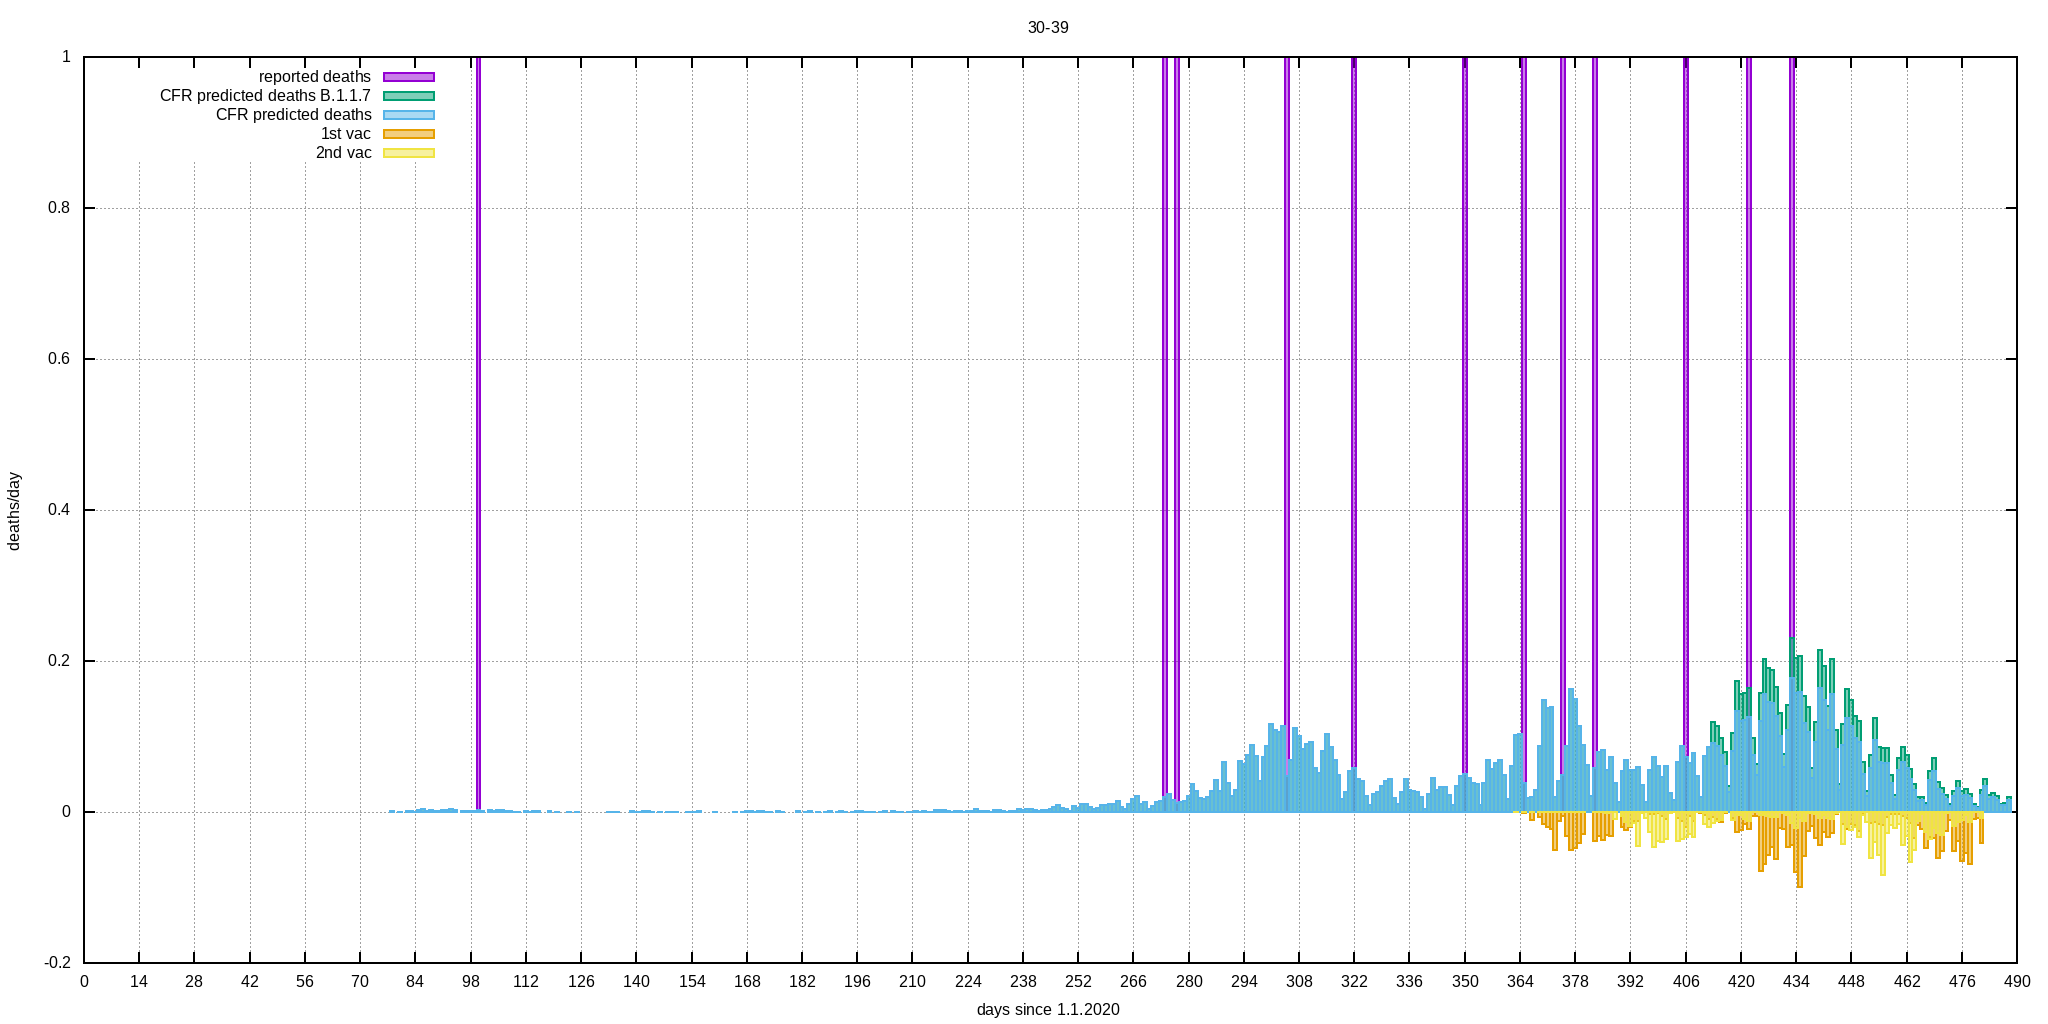 30-39
1
reported deaths
CFR predicted deaths B.1.1.7
CFR predicted deaths
1st vac
2nd vac
0.8
0.6
deaths/day
0.4
0.2
0
-0.2
0 14 28 42 56 70 84 98 112 126 140 154 168 182 196 210 224 238 252 266 280 294 308 322 336 350 364 378 392 406 420 434 448 462 476 490
days since 1.1.2020